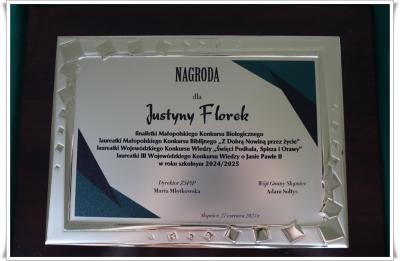 NAGRODA
dla
Justyny Florek
finalistki Małopolskiego Konkursu Biologicznego
laureatki Małopolskiego Konkursu Biblijnego „Z Dobrą Nowiną przez życie”
laureatki Wojewódzkiego Konkursu Wiedzy „Święci Podhala, Spisza i Orawy”
laureatki III Wojewódzkiego Konkursu Wiedzy o Janie Pawle II
w roku szkolnym 2024/2025
Dyrektor ZSPiP Wójt Gminy Słopnice
Marta Młotkowska Adam Sołtys
Słopnice, 27 czerwca